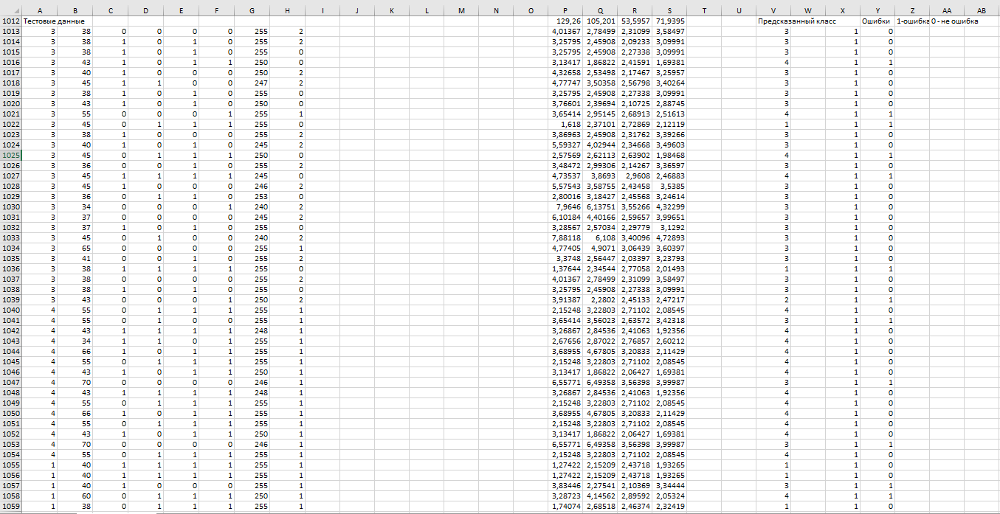 A B C D E F G H I J K L M N O P Q R S T U V W X Y Z AA AB
1012 Тестовые данные 129,26 105,201 53,5957 71,9395 Предсказанный класс Ошибки 1-ошибка 0 - не ошибка
1013 3 38 0 0 0 0 255 2 4,01367 2,78499 2,31099 3,58497 3 1 0
1014 3 38 1 0 1 0 255 2 3,25795 2,45908 2,09233 3,09991 3 1 0
1015 3 38 1 0 1 0 255 0 3,25795 2,45908 2,27338 3,09991 3 1 0
1016 3 43 1 0 1 1 250 0 3,13417 1,86822 2,41591 1,69381 4 1 1
1017 3 40 1 0 0 0 250 2 4,32658 2,53498 2,17467 3,25957 3 1 0
1018 3 45 1 1 0 0 247 2 4,77747 3,50358 2,56798 3,40264 3 1 0
1019 3 38 1 0 1 0 255 0 3,25795 2,45908 2,27338 3,09991 3 1 0
1020 3 43 1 0 1 0 250 0 3,76601 2,39694 2,10725 2,88745 3 1 0
1021 3 55 0 0 0 1 255 1 3,65414 2,95145 2,68913 2,51613 4 1 1
1022 3 45 0 1 1 1 255 0 1,618 2,37101 2,72869 2,12119 1 1 1
1023 3 38 1 0 0 0 255 2 3,86963 2,45908 2,31762 3,39266 3 1 0
1024 3 40 1 0 1 0 245 2 5,59327 4,02944 2,34668 3,49603 3 1 0
1025 3 45 0 1 1 1 250 0 2,57569 2,62113 2,63902 1,98468 4 1 1
1026 3 36 0 0 1 0 255 2 3,48472 2,99306 2,14267 3,36597 3 1 0
1027 3 45 1 1 1 1 245 0 4,73537 3,8693 2,9608 2,46883 4 1 1
1028 3 45 1 0 0 0 246 2 5,57543 3,58755 2,43458 3,5385 3 1 0
1029 3 36 0 1 1 0 253 0 2,80016 3,18427 2,45568 3,24614 3 1 0
1030 3 34 0 0 0 1 240 2 7,9646 6,13751 3,55266 4,32299 3 1 0
1031 3 37 0 0 0 0 245 2 6,10184 4,40166 2,59657 3,99651 3 1 0
1032 3 37 1 0 1 0 255 0 3,28567 2,57034 2,29779 3,1292 3 1 0
1033 3 45 0 1 0 0 240 2 7,88118 6,108 3,40096 4,72893 3 1 0
1034 3 65 0 0 0 0 255 1 4,77405 4,9071 3,06439 3,60397 3 1 0
1035 3 41 0 0 1 0 255 2 3,3748 2,56447 2,03397 3,23793 3 1 0
1036 3 38 1 1 1 1 255 0 1,37644 2,34544 2,77058 2,01493 1 1 1
1037 3 38 0 0 0 0 255 2 4,01367 2,78499 2,31099 3,58497 3 1 0
1038 3 38 1 0 1 0 255 0 3,25795 2,45908 2,27338 3,09991 3 1 0
1039 3 43 0 0 0 1 250 2 3,91387 2,2802 2,45133 2,47217 2 1 1
1040 4 55 0 1 1 1 255 1 2,15248 3,22803 2,71102 2,08545 4 1 0
1041 4 55 0 1 0 0 255 1 3,65414 3,56023 2,63572 3,42318 3 1 1
1042 4 43 1 1 1 1 248 1 3,26867 2,84536 2,41063 1,92356 4 1 0
1043 4 34 1 1 0 1 255 1 2,67656 2,87022 2,76857 2,60212 4 1 0
1044 4 66 1 0 1 1 255 1 3,68955 4,67805 3,20833 2,11429 4 1 0
1045 4 55 0 1 1 1 255 1 2,15248 3,22803 2,71102 2,08545 4 1 0
1046 4 43 1 0 1 1 250 1 3,13417 1,86822 2,06427 1,69381 4 1 0
1047 4 70 0 0 0 0 246 1 6,55771 6,49358 3,56398 3,99987 3 1 1
1048 4 43 1 1 1 1 248 1 3,26867 2,84536 2,41063 1,92356 4 1 0
1049 4 55 0 1 1 1 255 1 2,15248 3,22803 2,71102 2,08545 4 1 0
1050 4 66 1 0 1 1 255 1 3,68955 4,67805 3,20833 2,11429 4 1 0
1051 4 55 0 1 1 1 255 1 2,15248 3,22803 2,71102 2,08545 4 1 0
1052 4 43 1 0 1 1 250 1 3,13417 1,86822 2,06427 1,69381 4 1 0
1053 4 70 0 0 0 0 246 1 6,55771 6,49358 3,56398 3,99987 3 1 1
1054 4 55 0 1 1 1 255 1 2,15248 3,22803 2,71102 2,08545 4 1 0
1055 1 40 1 1 1 1 255 1 1,27422 2,15209 2,43718 1,93265 1 1 0
1056 1 40 1 1 1 1 255 1 1,27422 2,15209 2,43718 1,93265 1 1 0
1057 1 40 1 0 0 0 255 1 3,83446 2,27541 2,10369 3,34444 3 1 1
1058 1 60 0 1 1 1 250 1 3,28723 4,14562 2,89592 2,05324 4 1 1
1059 1 38 0 1 1 1 255 1 1,74074 2,68518 2,46374 2,32419 1 1 0